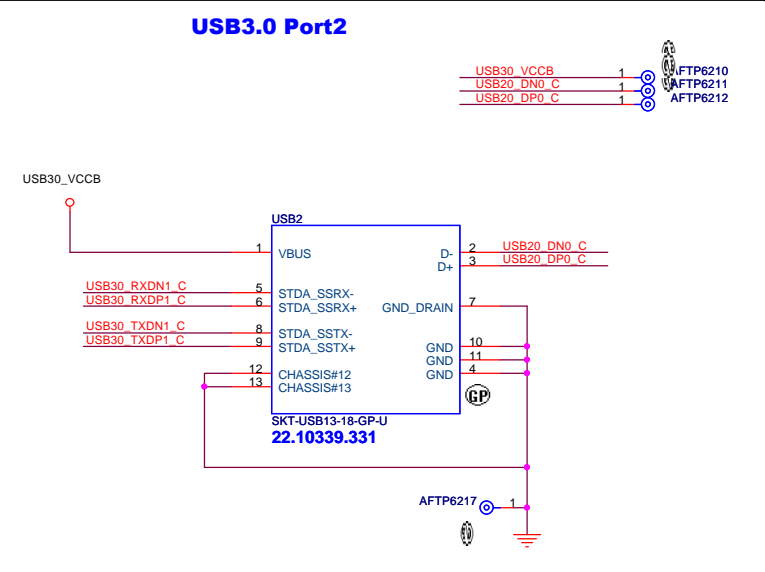 USB3.0 Port2
USB30_VCCB 1 AFTP6210
USB20_DN0_C 1 AFTP6211
USB20_DP0_C 1 AFTP6212
USB30_VCCB
USB2
1 VBUS
D- 2 USB20_DN0_C
D+ 3 USB20_DP0_C
USB30_RXDN1_C 5 STDA_SSRX-
USB30_RXDP1_C 6 STDA_SSRX+
GND_DRAIN 7
USB30_TXDN1_C 8 STDA_SSTX-
USB30_TXDP1_C 9 STDA_SSTX+
GND 10
GND 11
GND 4
12 CHASSIS#12
13 CHASSIS#13
GP
SKT-USB13-18-GP-U
22.10339.331
AFTP6217 1